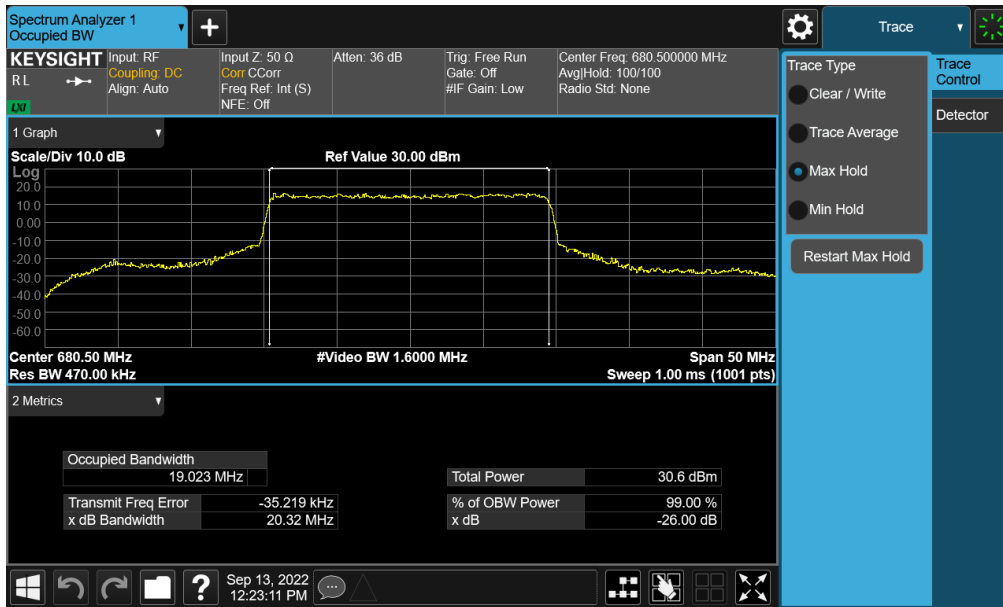 Spectrum Analyzer 1
Occupied BW
+
Trace
KEYSIGHT
R L
LXI
Input: RF
Coupling: DC
Align: Auto
Input Z: 50 Ω
Corr CCorr
Freq Ref: Int (S)
NFE: Off
Atten: 36 dB
Trig: Free Run
Gate: Off
#IF Gain: Low
Center Freq: 680.500000 MHz
Avg|Hold: 100/100
Radio Std: None
Trace Type
Clear / Write
Trace Average
Max Hold
Min Hold
Restart Max Hold
Trace
Control
Detector
1 Graph
Scale/Div 10.0 dB
Ref Value 30.00 dBm
Log
20.0
10.0
0.00
-10.0
-20.0
-30.0
-40.0
-50.0
-60.0
Center 680.50 MHz
#Video BW 1.6000 MHz
Span 50 MHz
Res BW 470.00 kHz
Sweep 1.00 ms (1001 pts)
2 Metrics
Occupied Bandwidth
19.023 MHz
Total Power 30.6 dBm
Transmit Freq Error -35.219 kHz
% of OBW Power 99.00 %
x dB Bandwidth 20.32 MHz
x dB -26.00 dB
?
Sep 13, 2022
12:23:11 PM